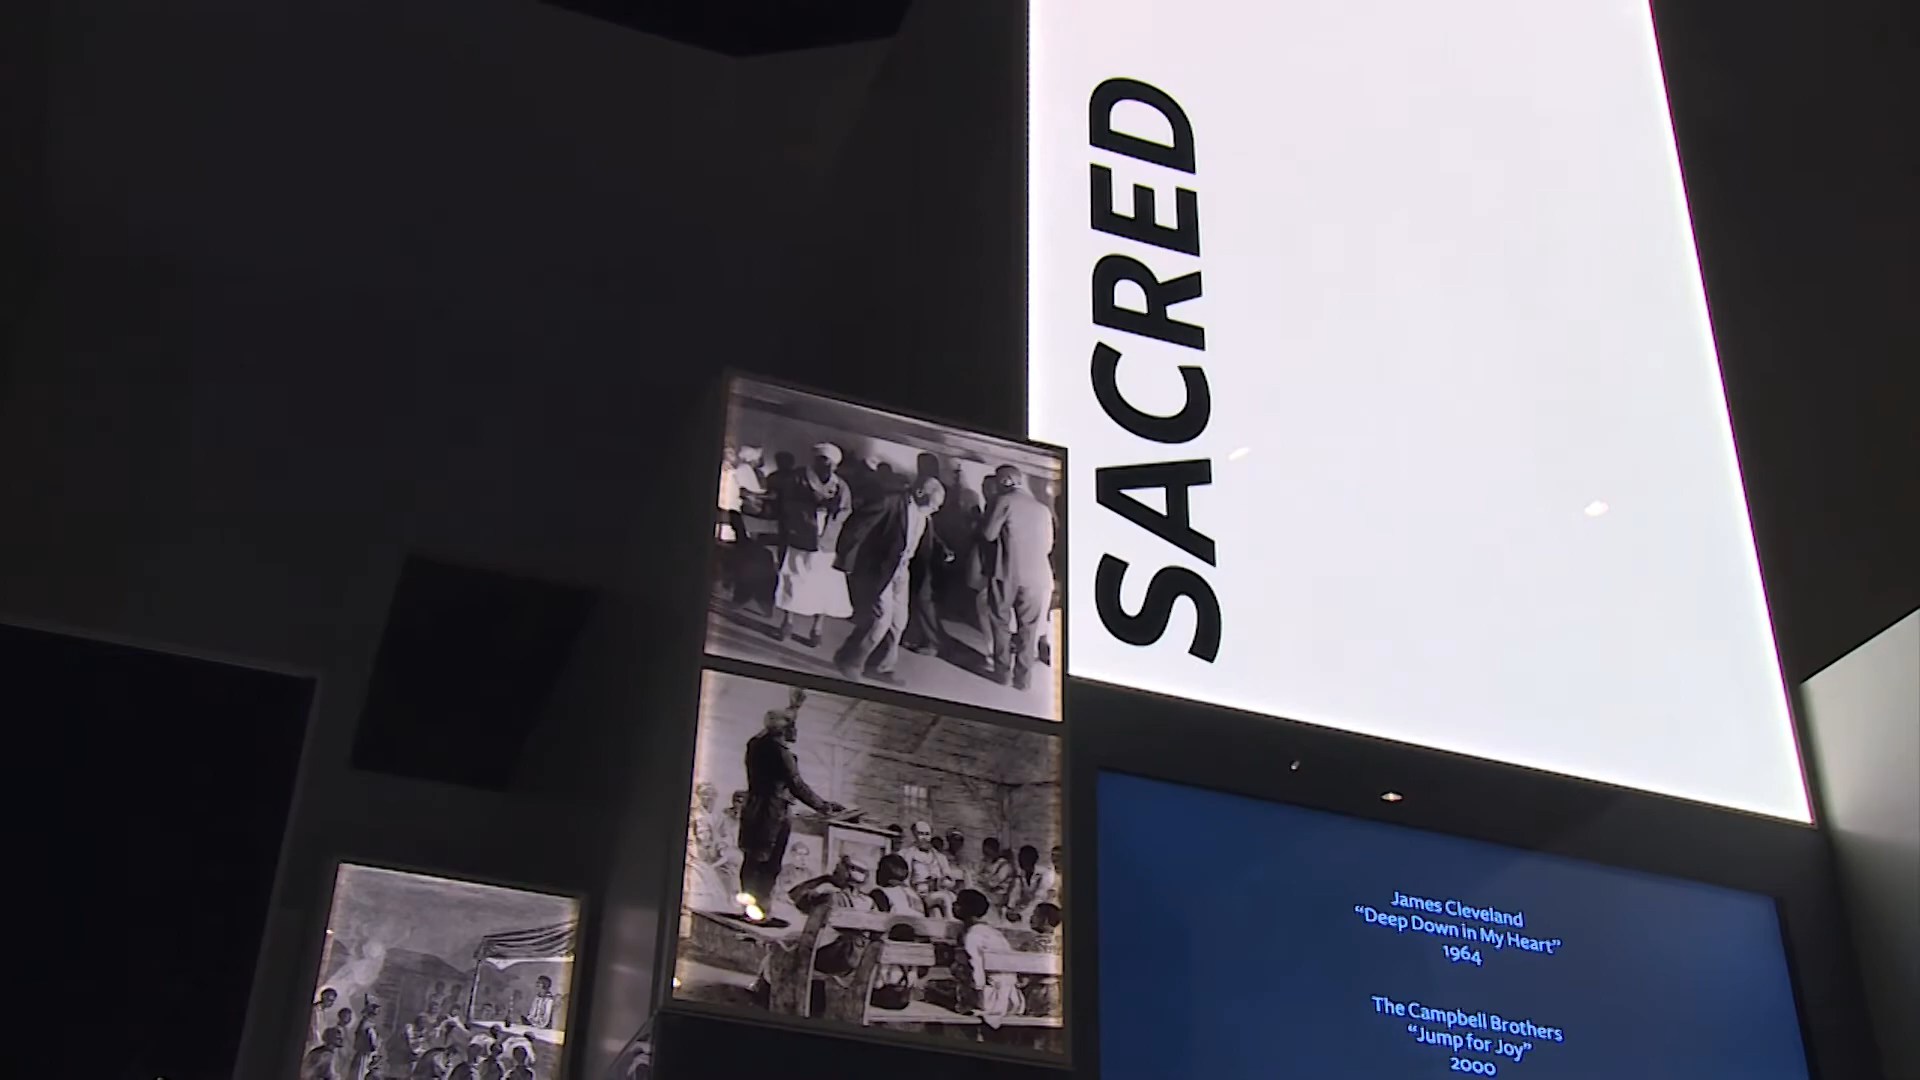 SACRED
James Cleveland
“Deep Down in My Heart”
1964
The Campbell Brothers
“Jump for Joy”
2000